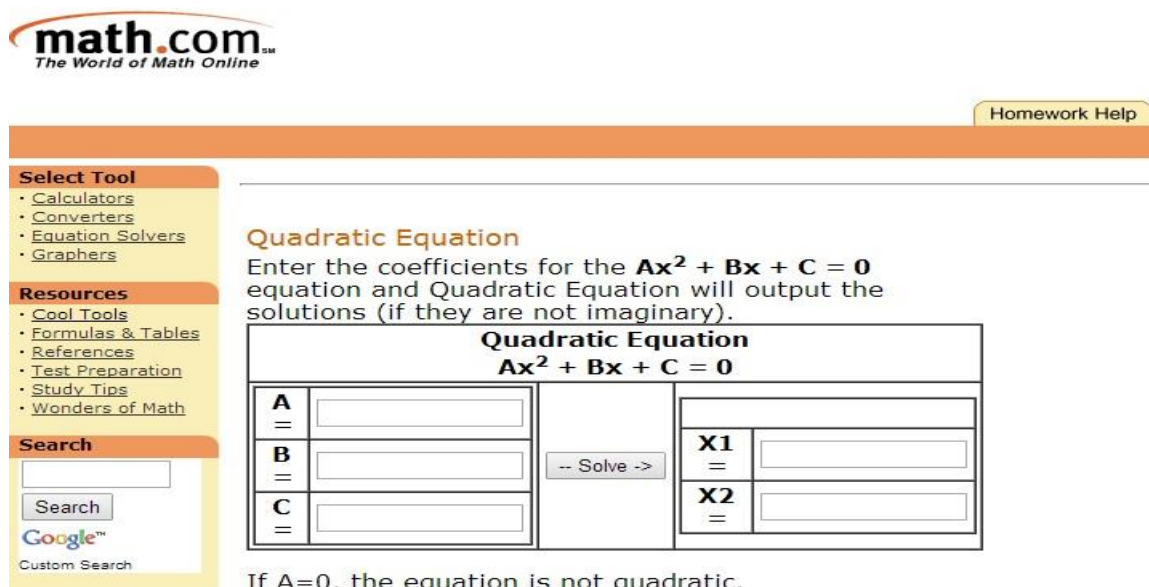 math.com℠
The World of Math Online
Homework Help
Select Tool
· Calculators
· Converters
· Equation Solvers
· Graphers
Resources
· Cool Tools
· Formulas & Tables
· References
· Test Preparation
· Study Tips
· Wonders of Math
Search
Search
Google™
Custom Search
Quadratic Equation
Enter the coefficients for the Ax² + Bx + C = 0
equation and Quadratic Equation will output the
solutions (if they are not imaginary).
Quadratic Equation
Ax² + Bx + C = 0
A
=
B
=
C
=
-- Solve ->
X1
=
X2
=
If A=0, the equation is not quadratic.